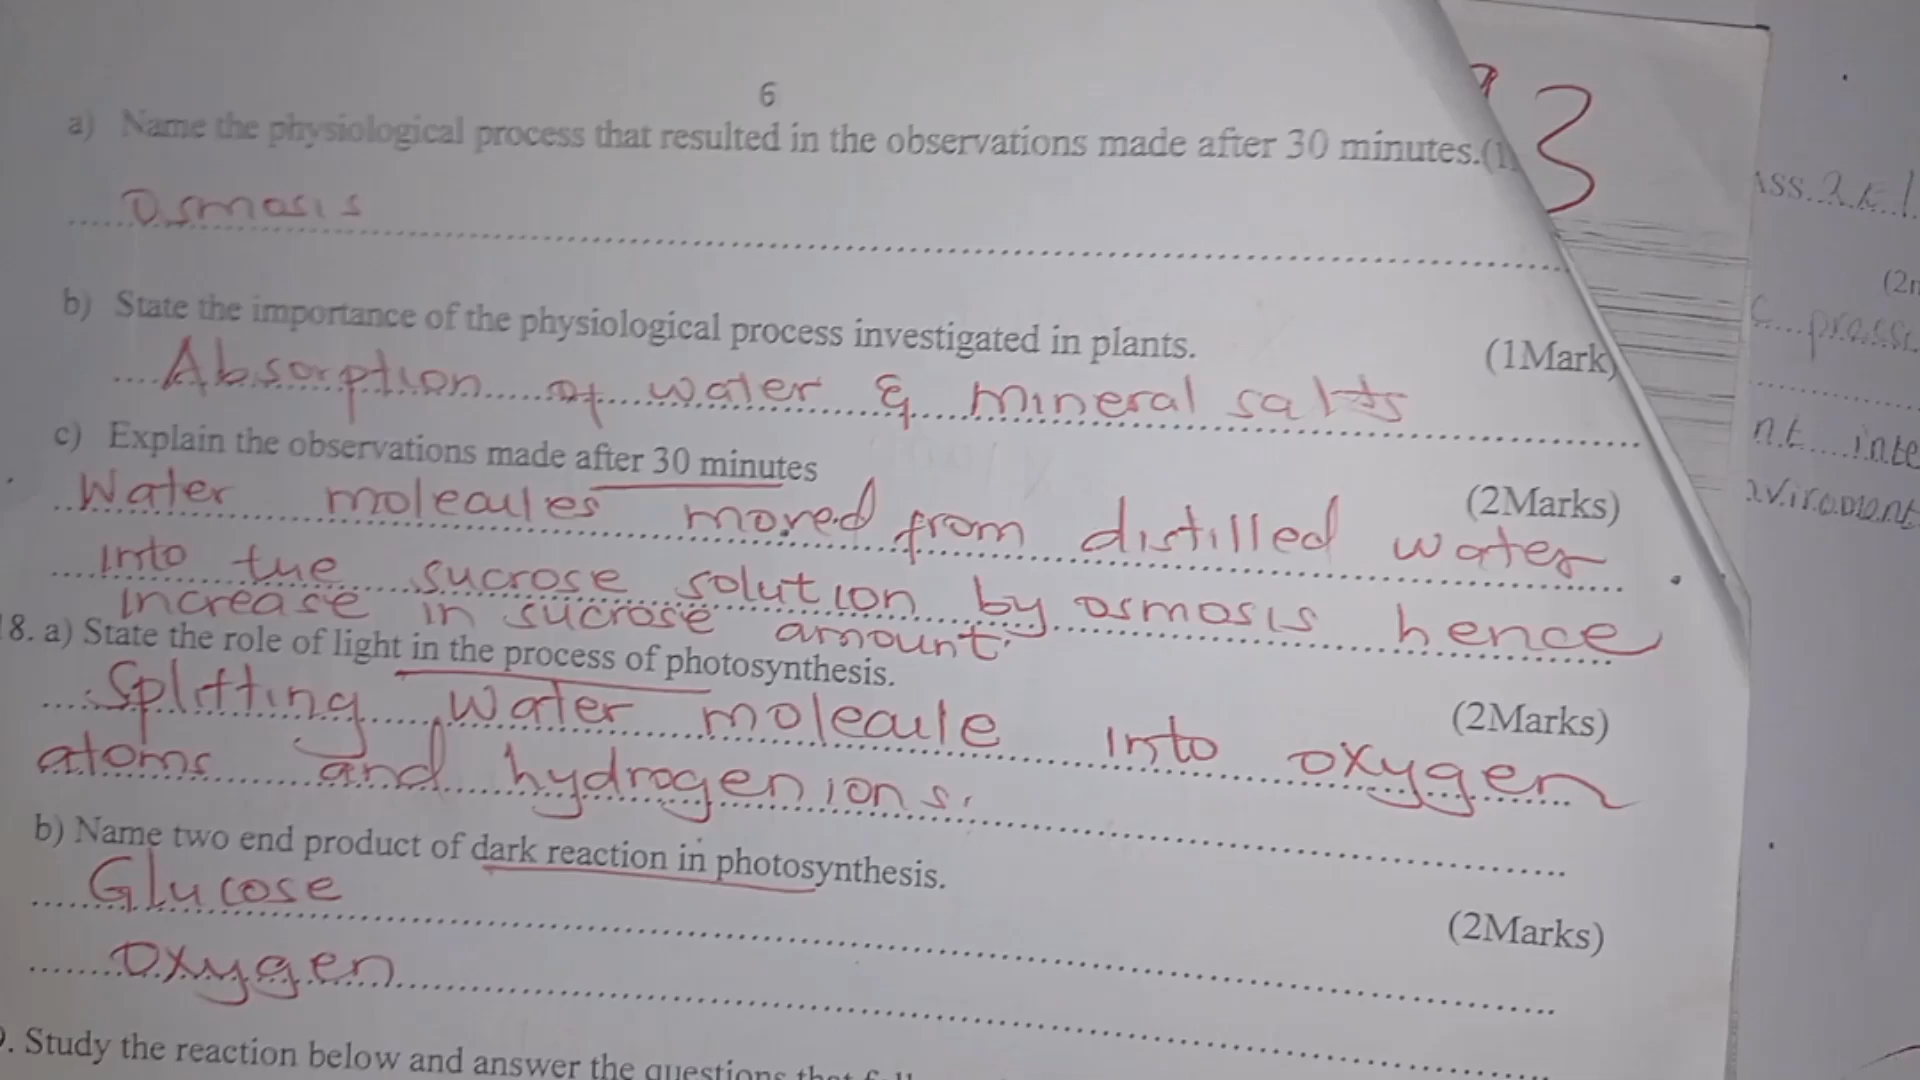 6
a) Name the physiological process that resulted in the observations made after 30 minutes.(1
Osmosis
b) State the importance of the physiological process investigated in plants. (1Mark)
Absorption of water & mineral salts
c) Explain the observations made after 30 minutes (2Marks)
Water molecules moved from distilled water
into the sucrose solution by osmosis hence
increase in sucrose amount.
18. a) State the role of light in the process of photosynthesis. (2Marks)
Splitting water molecule into oxygen
atoms and hydrogen ions.
b) Name two end product of dark reaction in photosynthesis. (2Marks)
Glucose
Oxygen
. Study the reaction below and answer the questions that
3